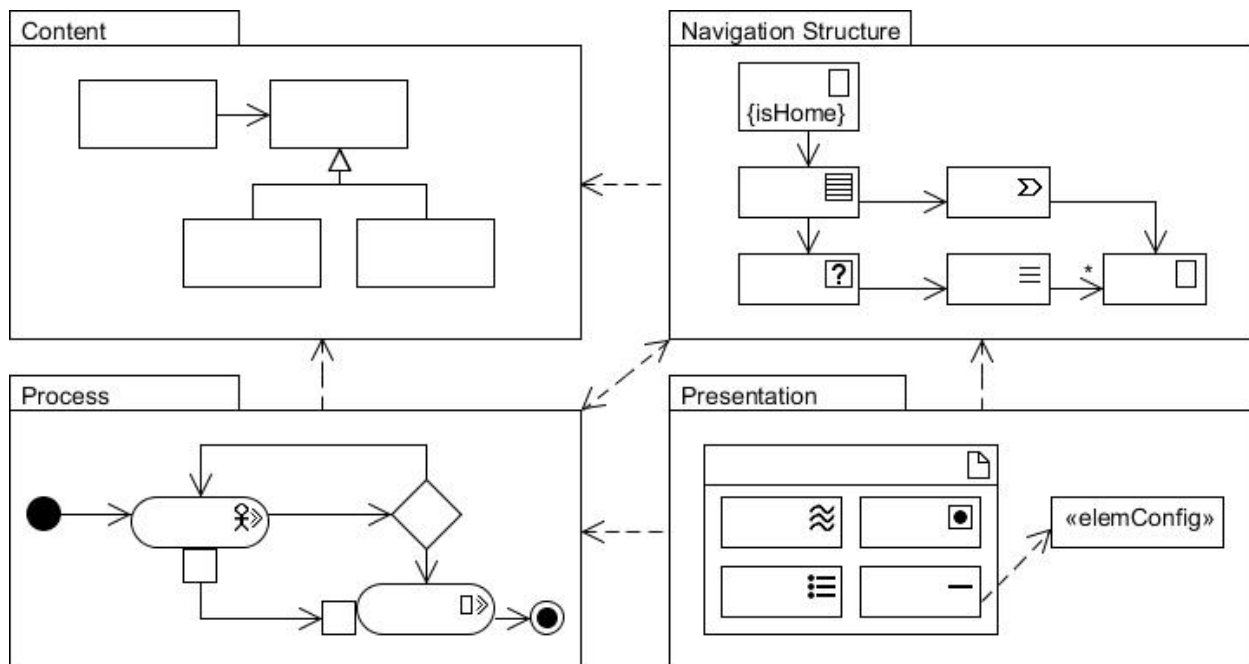 Content
Navigation Structure
{isHome}
?
*
Process
Presentation
«elemConfig»